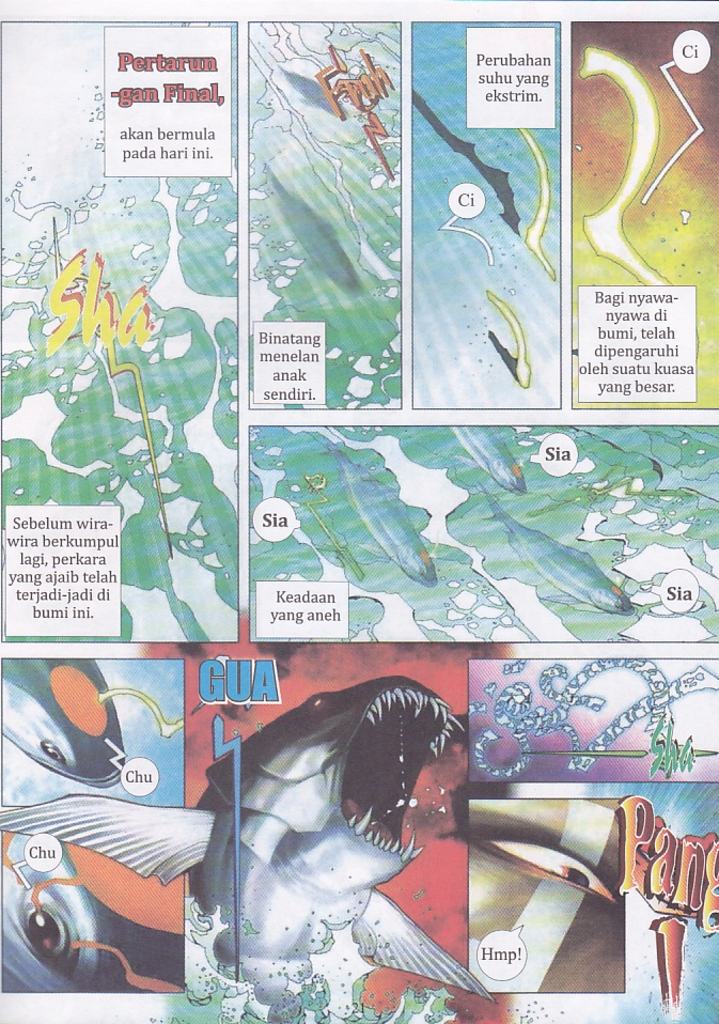 Pertarun
-gan Final,
akan bermula
pada hari ini.
Sha
Sebelum wira-
wira berkumpul
lagi, perkara
yang ajaib telah
terjadi-jadi di
bumi ini.
Binatang
menelan
anak
sendiri.
Perubahan
suhu yang
ekstrim.
Ci
Ci
Bagi nyawa-
nyawa di
bumi, telah
dipengaruhi
oleh suatu kuasa
yang besar.
Sia
Sia
Sia
Keadaan
yang aneh
Chu
Chu
GUA
Sha
Hmp!
Pang
21